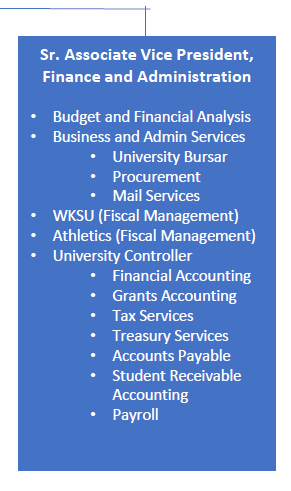 Sr. Associate Vice President,
Finance and Administration
• Budget and Financial Analysis
• Business and Admin Services
• University Bursar
• Procurement
• Mail Services
• WKSU (Fiscal Management)
• Athletics (Fiscal Management)
• University Controller
• Financial Accounting
• Grants Accounting
• Tax Services
• Treasury Services
• Accounts Payable
• Student Receivable
Accounting
• Payroll